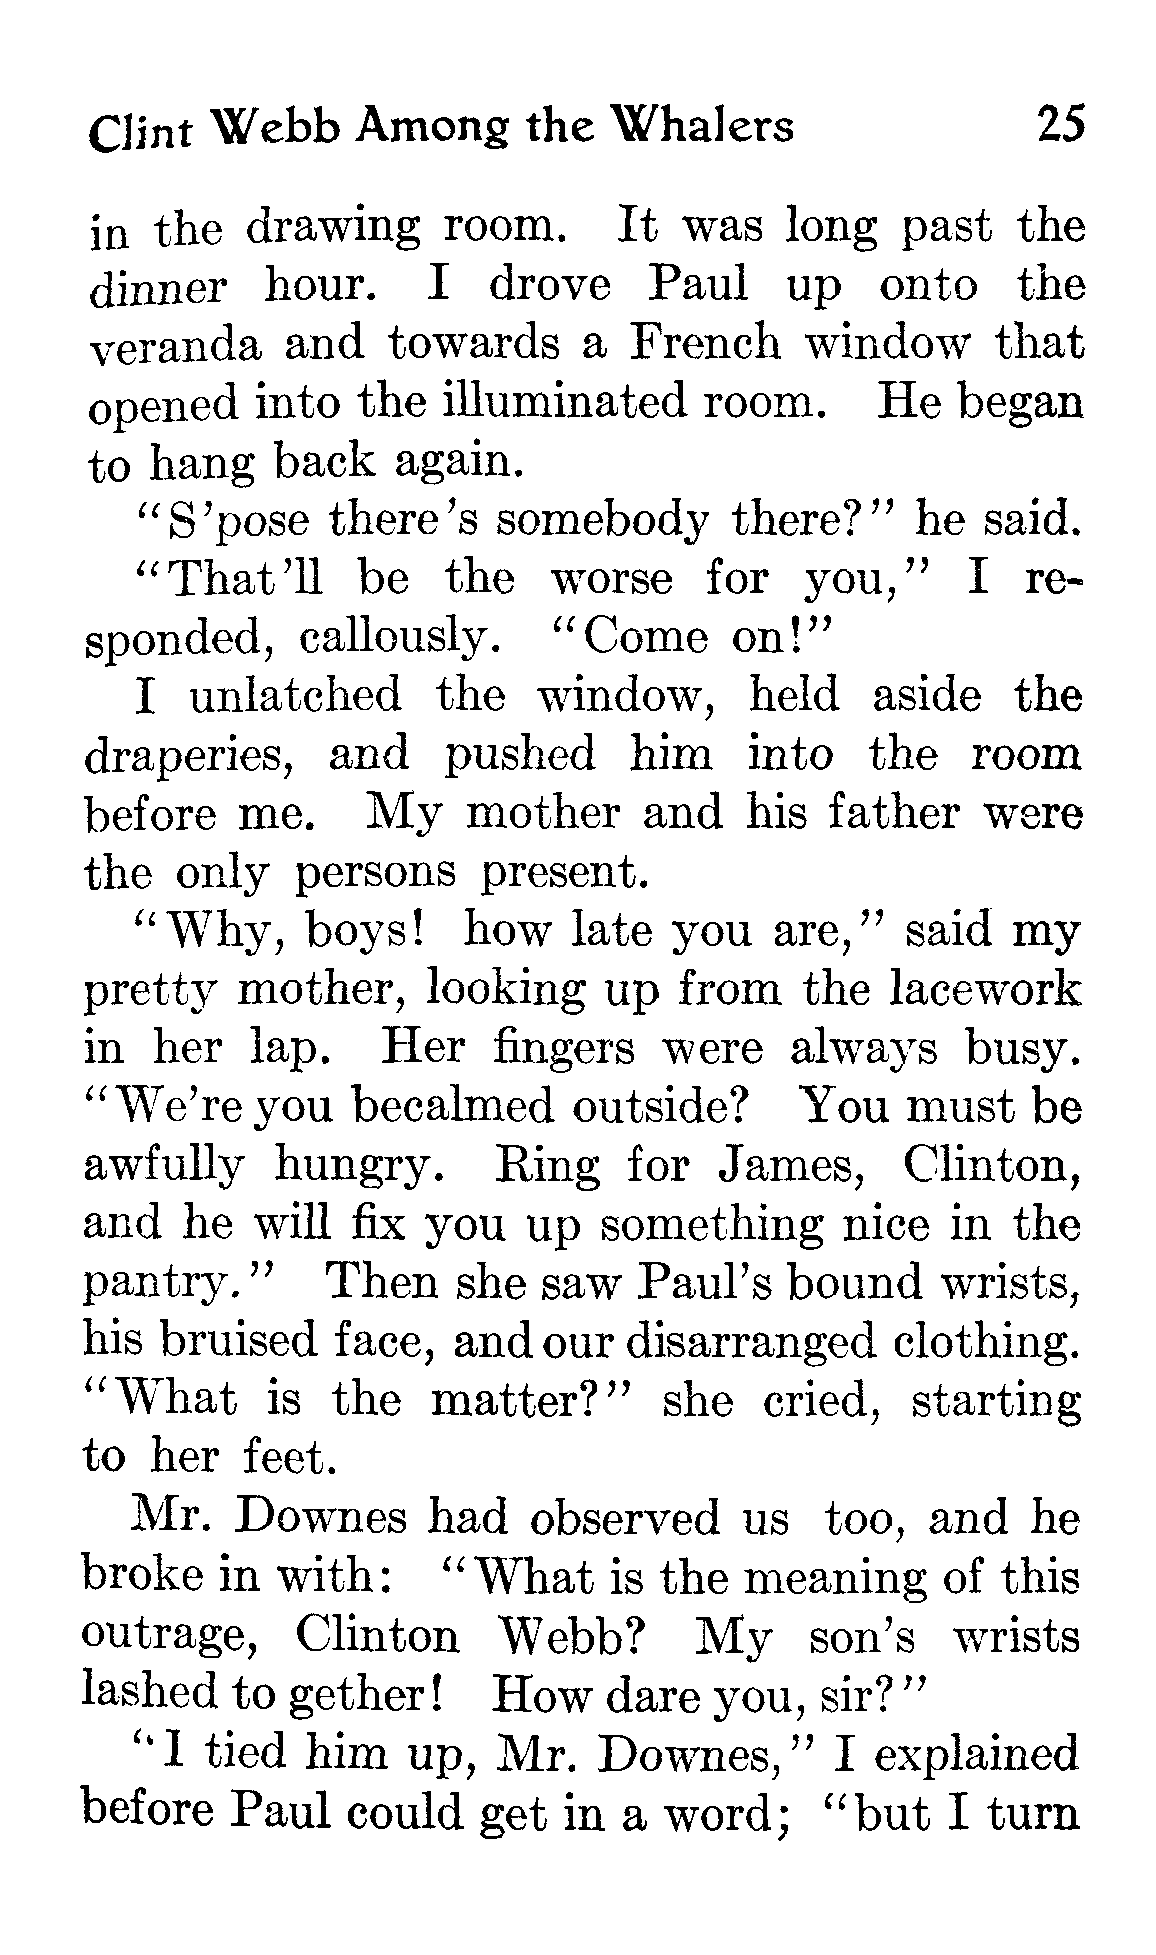 Clint Webb Among the Whalers 25
in the drawing room. It was long past the
dinner hour. I drove Paul up onto the
veranda and towards a French window that
opened into the illuminated room. He began
to hang back again.
“S’pose there’s somebody there?” he said.
“That’ll be the worse for you,” I re-
sponded, callously. “Come on!”
I unlatched the window, held aside the
draperies, and pushed him into the room
before me. My mother and his father were
the only persons present.
“Why, boys! how late you are,” said my
pretty mother, looking up from the lacework
in her lap. Her fingers were always busy.
“We’re you becalmed outside? You must be
awfully hungry. Ring for James, Clinton,
and he will fix you up something nice in the
pantry.” Then she saw Paul’s bound wrists,
his bruised face, and our disarranged clothing.
“What is the matter?” she cried, starting
to her feet.
Mr. Downes had observed us too, and he
broke in with: “What is the meaning of this
outrage, Clinton Webb? My son’s wrists
lashed to gether! How dare you, sir?”
“I tied him up, Mr. Downes,” I explained
before Paul could get in a word; “but I turn